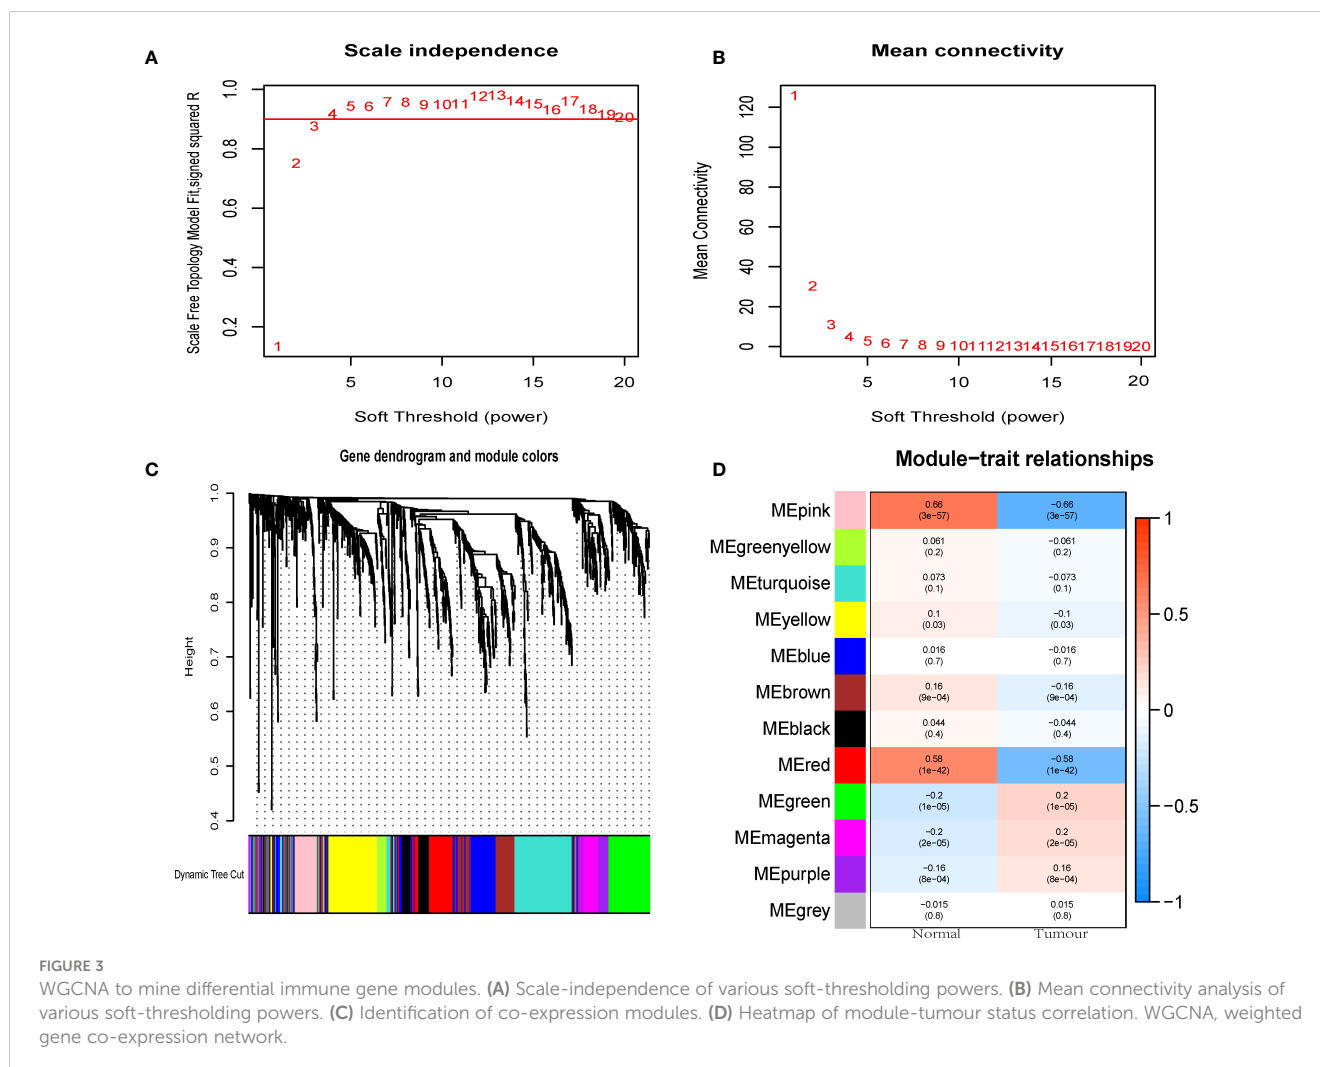 A
Scale independence
Scale Free Topology Model Fit,signed squared R
1.0
0.8
0.6
0.4
0.2
1 2 3 4 5 6 7 8 9 10 11 12 13 14 15 16 17 18 19 20
5 10 15 20
Soft Threshold (power)
B
Mean connectivity
Mean Connectivity
120
100
80
60
40
20
0
1 2 3 4 5 6 7 8 9 10 11 12 13 14 15 16 17 18 19 20
5 10 15 20
Soft Threshold (power)
C
Gene dendrogram and module colors
Height
1.0
0.9
0.8
0.7
0.6
0.5
0.4
Dynamic Tree Cut
D
Module−trait relationships
MEpink 0.66 −0.66
(3e−57) (3e−57)
MEgreenyellow 0.061 −0.061
(0.2) (0.2)
MEturquoise 0.073 −0.073
(0.1) (0.1)
MEyellow 0.1 −0.1
(0.03) (0.03)
MEblue 0.016 −0.016
(0.7) (0.7)
MEbrown 0.16 −0.16
(9e−04) (9e−04)
MEblack 0.044 −0.044
(0.4) (0.4)
MEred 0.58 −0.58
(1e−42) (1e−42)
MEgreen −0.2 0.2
(1e−05) (1e−05)
MEmagenta −0.2 0.2
(2e−05) (2e−05)
MEpurple −0.16 0.16
(8e−04) (8e−04)
MEgrey −0.015 0.015
(0.8) (0.8)
Normal Tumour
1
0.5
0
−0.5
−1
FIGURE 3
WGCNA to mine differential immune gene modules. (A) Scale-independence of various soft-thresholding powers. (B) Mean connectivity analysis of
various soft-thresholding powers. (C) Identification of co-expression modules. (D) Heatmap of module-tumour status correlation. WGCNA, weighted
gene co-expression network.